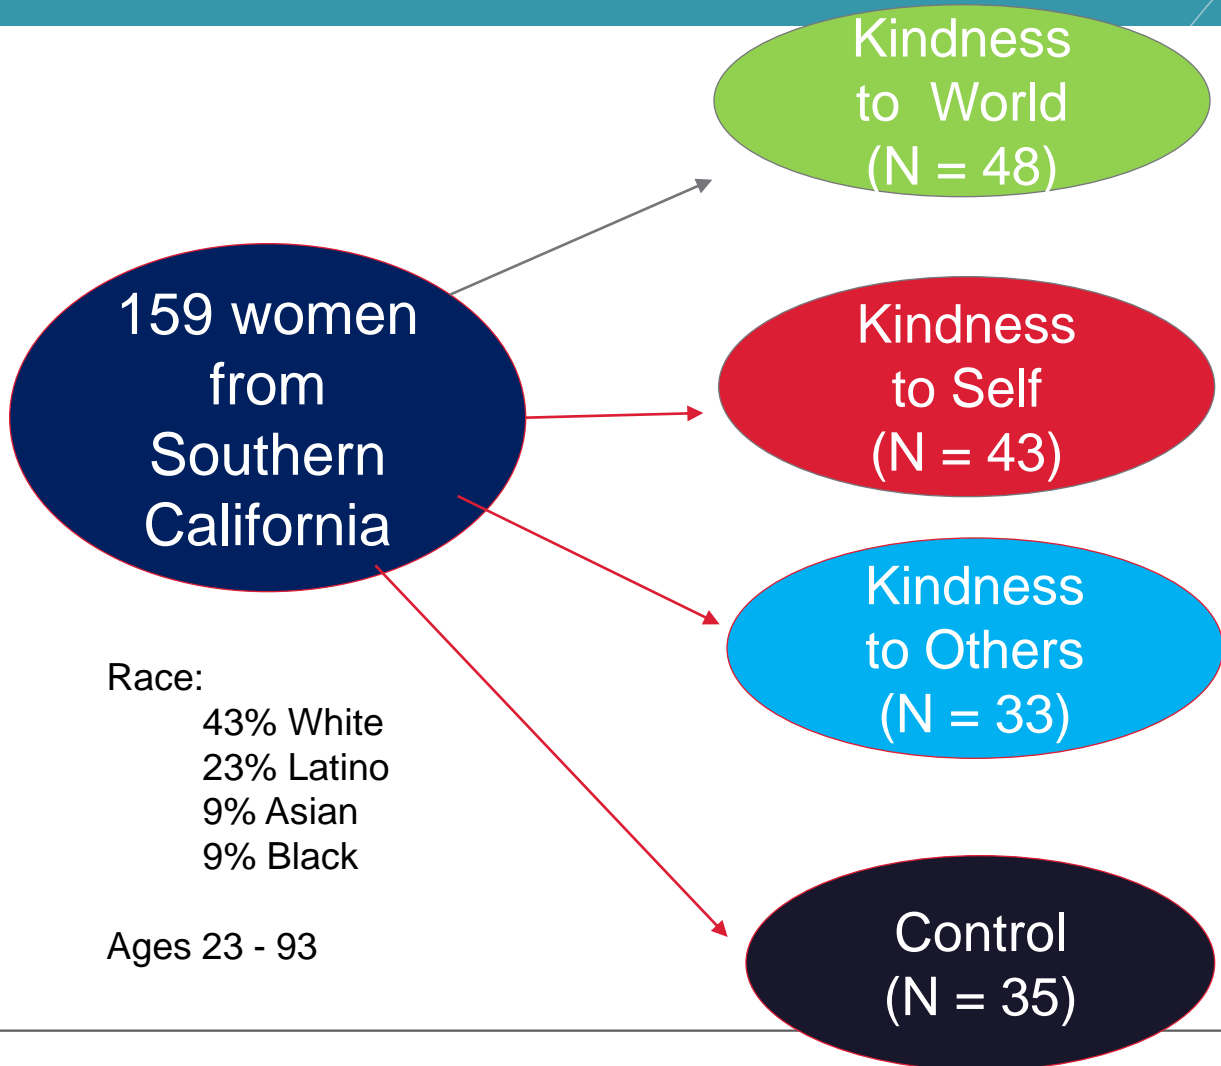 159 women
from
Southern
California
Race:
43% White
23% Latino
9% Asian
9% Black
Ages 23 - 93
Kindness
to World
(N = 48)
Kindness
to Self
(N = 43)
Kindness
to Others
(N = 33)
Control
(N = 35)